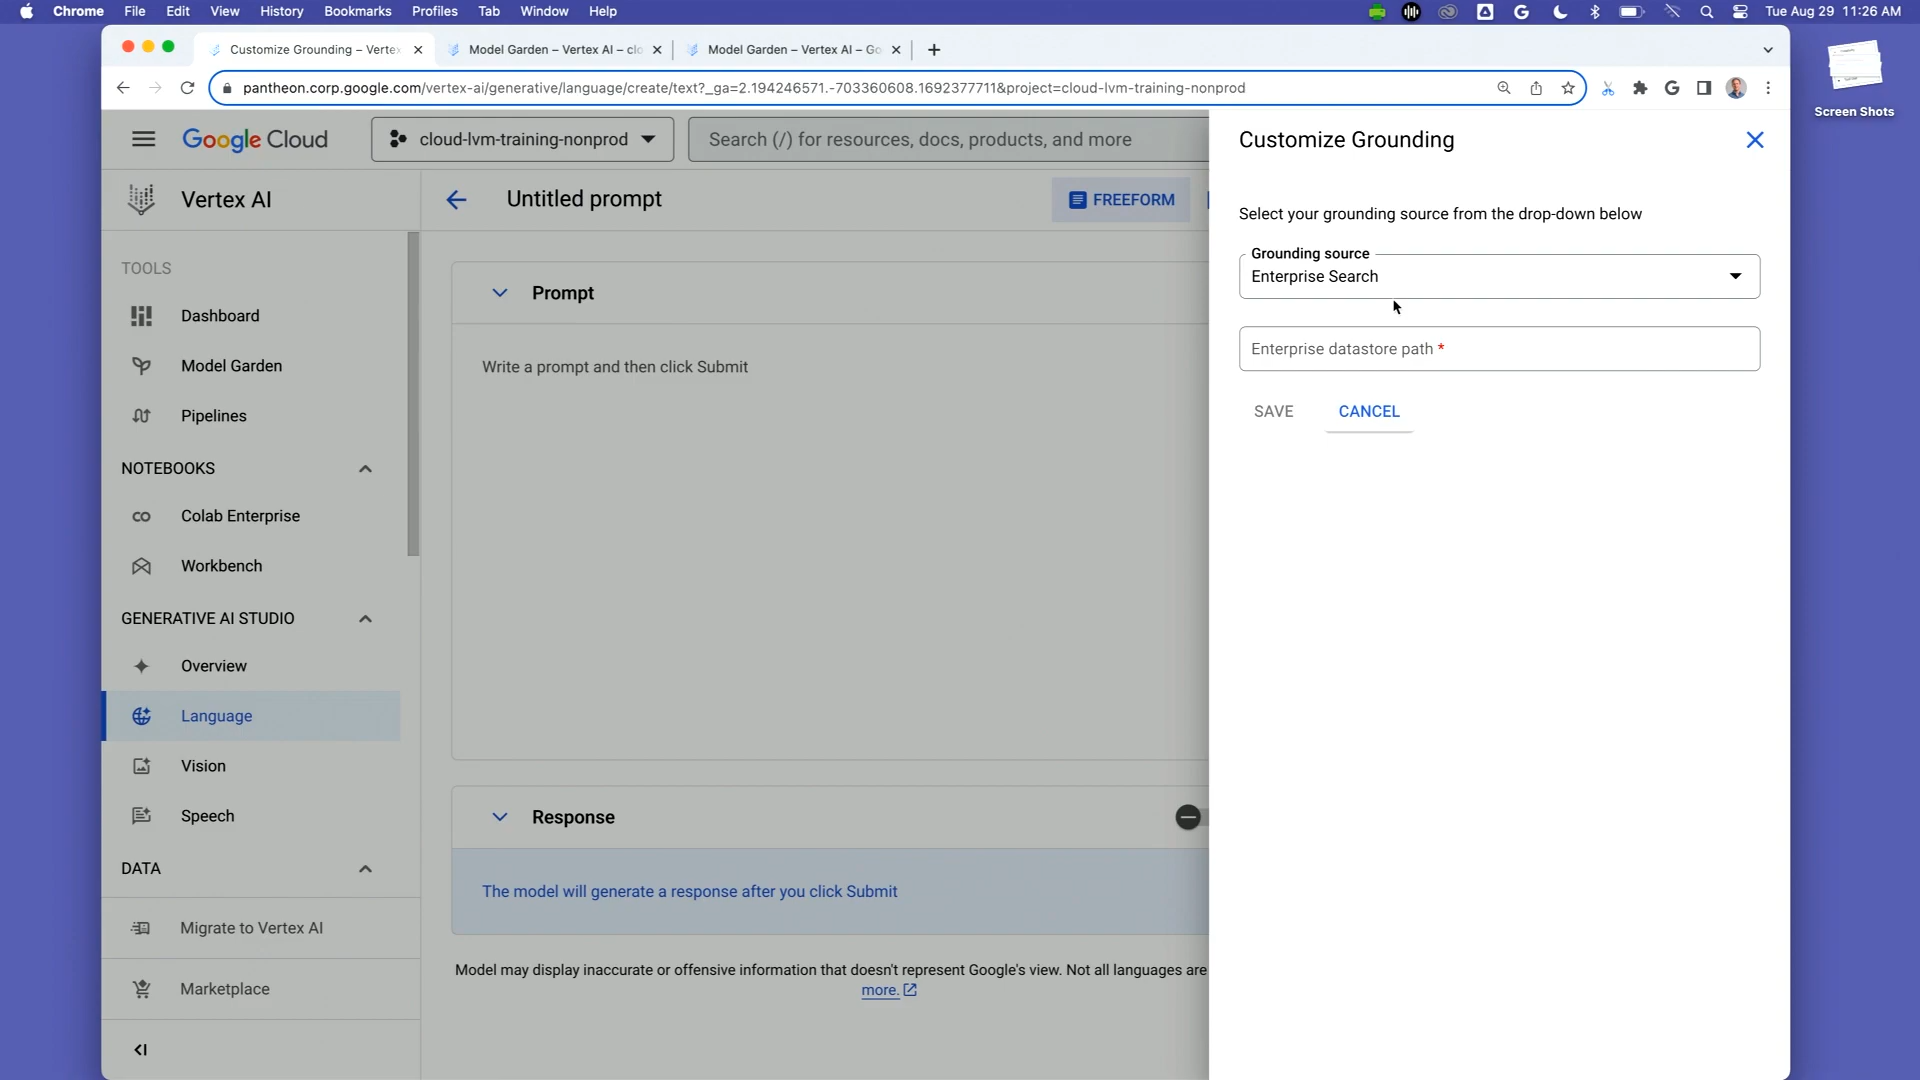 Chrome File Edit View History Bookmarks Profiles Tab Window Help Tue Aug 29 11:26 AM
Customize Grounding – Vertex
Model Garden – Vertex AI – clo
Model Garden – Vertex AI – Go
pantheon.corp.google.com/vertex-ai/generative/language/create/text?_ga=2.194246571.-703360608.1692377711&project=cloud-lvm-training-nonprod
Screen Shots
Google Cloud
cloud-lvm-training-nonprod
Search (/) for resources, docs, products, and more
Vertex AI
TOOLS
Dashboard
Model Garden
Pipelines
NOTEBOOKS
Colab Enterprise
Workbench
GENERATIVE AI STUDIO
Overview
Language
Vision
Speech
DATA
Migrate to Vertex AI
Marketplace
Untitled prompt
FREEFORM
Prompt
Write a prompt and then click Submit
Response
The model will generate a response after you click Submit
Model may display inaccurate or offensive information that doesn't represent Google's view. Not all languages are
more.
Customize Grounding
Select your grounding source from the drop-down below
Grounding source
Enterprise Search
Enterprise datastore path *
SAVE
CANCEL